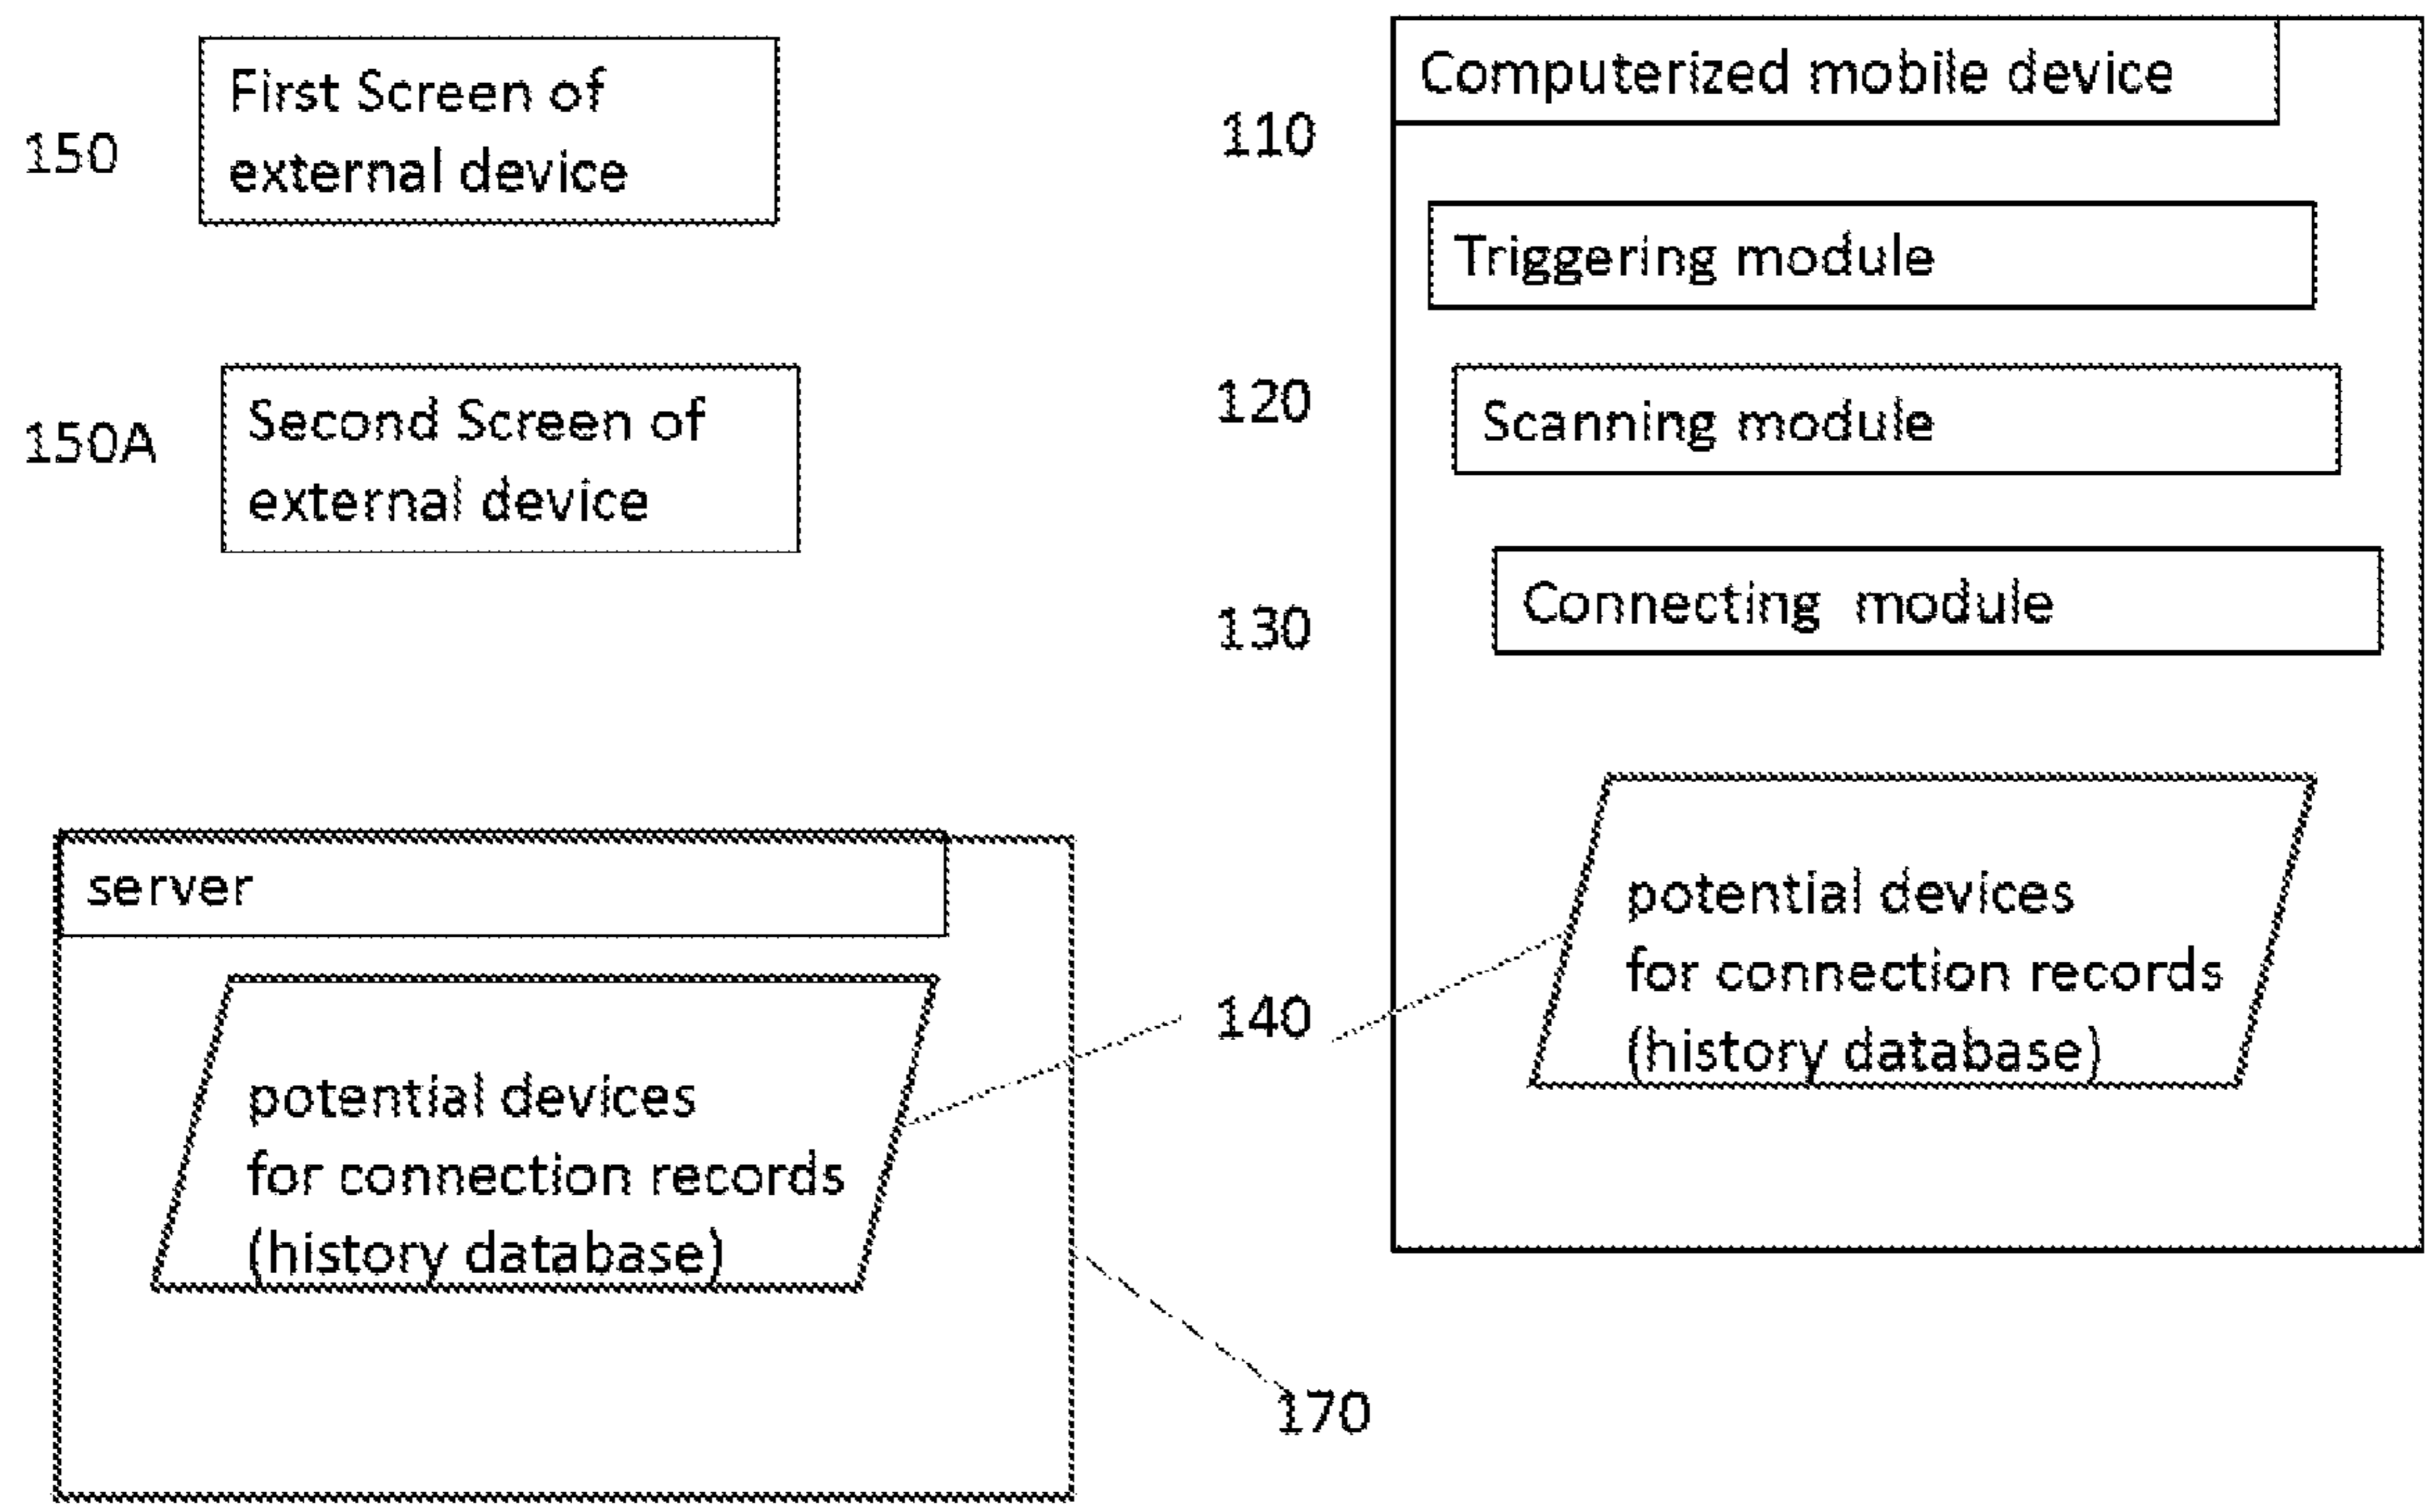 150
First Screen of
external device
150A
Second Screen of
external device
110
Computerized mobile device
Triggering module
120
Scanning module
130
Connecting module
140
potential devices
for connection records
(history database)
server
potential devices
for connection records
(history database)
170